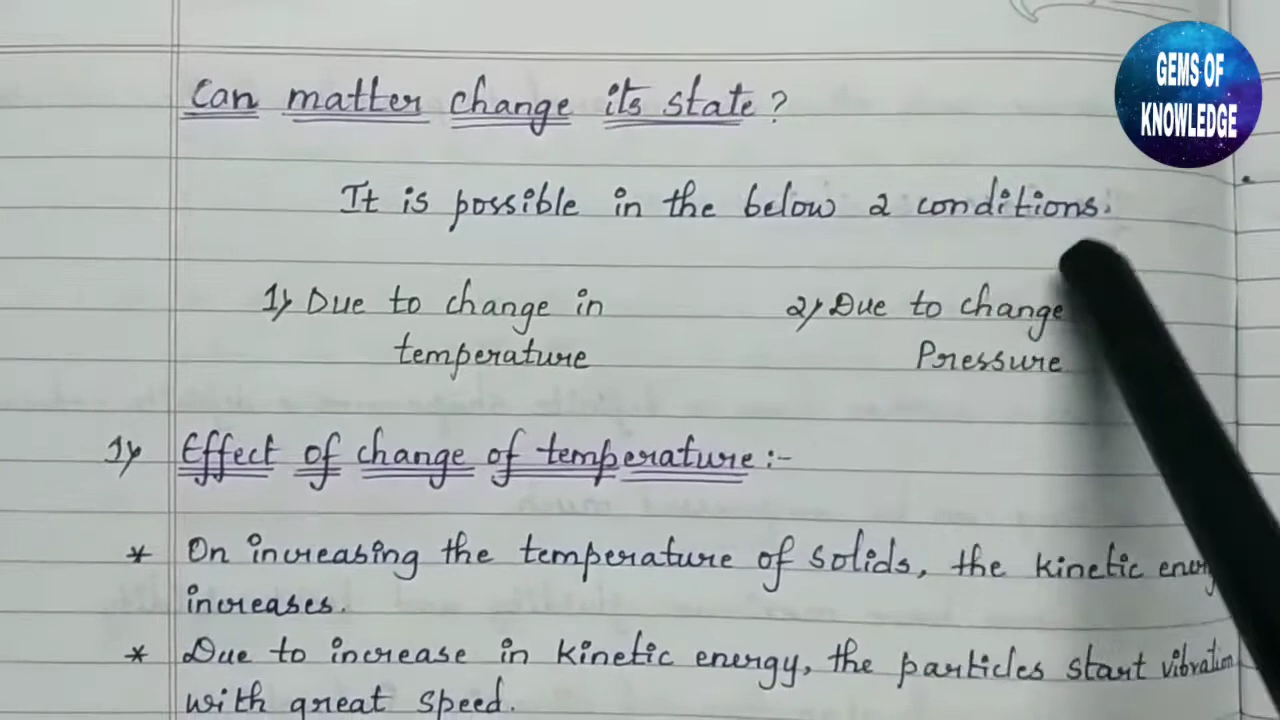 GEMS OF
KNOWLEDGE
Can matter change its state?
It is possible in the below 2 conditions.
1) Due to change in
temperature
2) Due to change
Pressure
1) Effect of change of temperature :-
* On increasing the temperature of solids, the kinetic energy
increases.
* Due to increase in kinetic energy, the particles start vibration
with great speed.